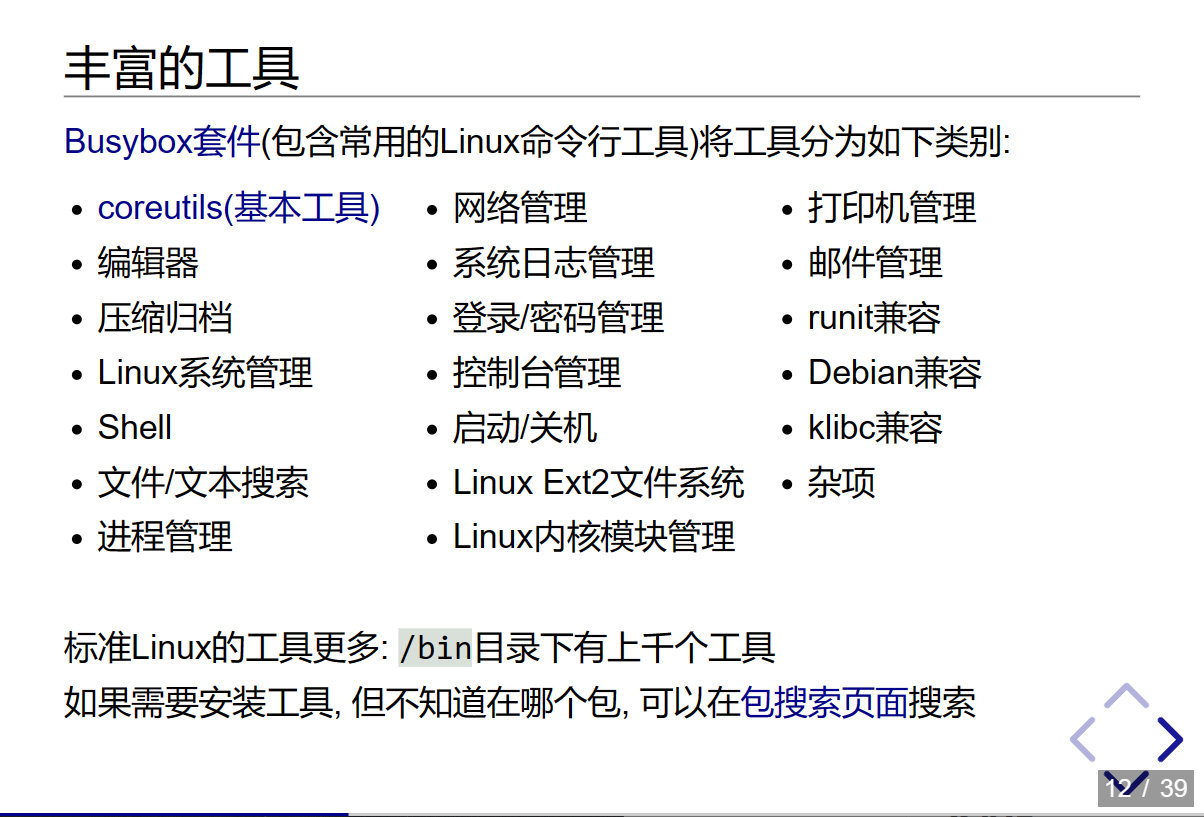 丰富的工具
Busybox套件(包含常用的Linux命令行工具)将工具分为如下类别:
coreutils(基本工具)
编辑器
压缩归档
Linux系统管理
Shell
文件/文本搜索
进程管理
网络管理
系统日志管理
登录/密码管理
控制台管理
启动/关机
Linux Ext2文件系统
Linux内核模块管理
打印机管理
邮件管理
runit兼容
Debian兼容
klibc兼容
杂项
标准Linux的工具更多: /bin目录下有上千个工具
如果需要安装工具, 但不知道在哪个包, 可以在包搜索页面搜索
12 / 39